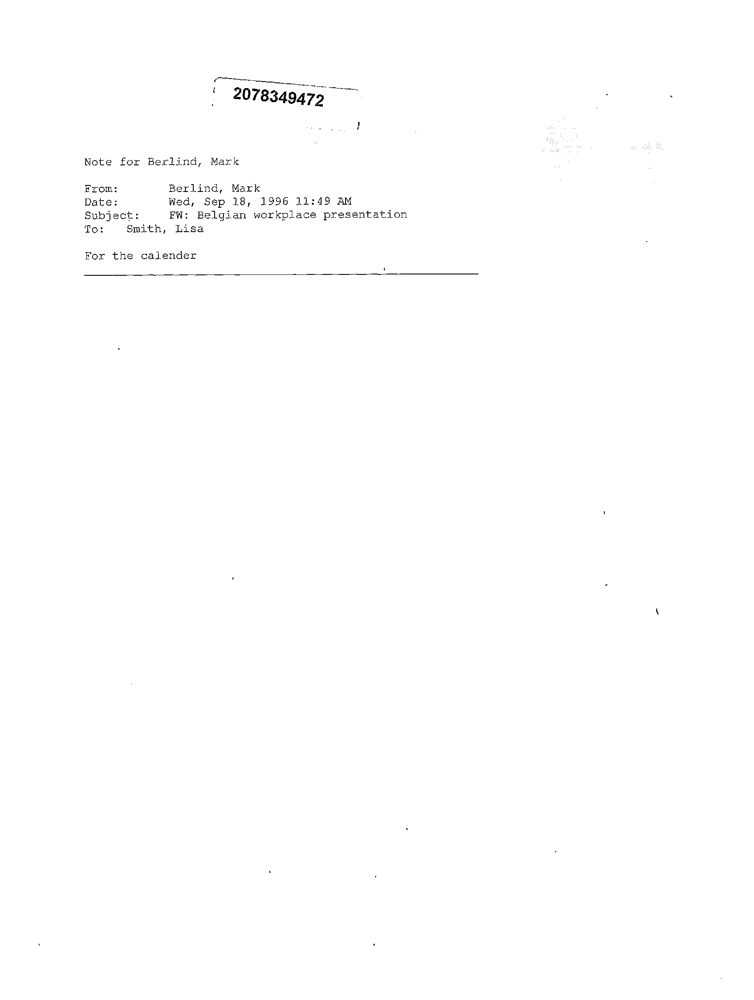 2078349472
Note for Berlind, Mark
From: Berlind, Mark
Date: Wed, Sep 18, 1996 11:49 AM
Subject: FW: Belgian workplace presentation
To: Smith, Lisa
For the calender